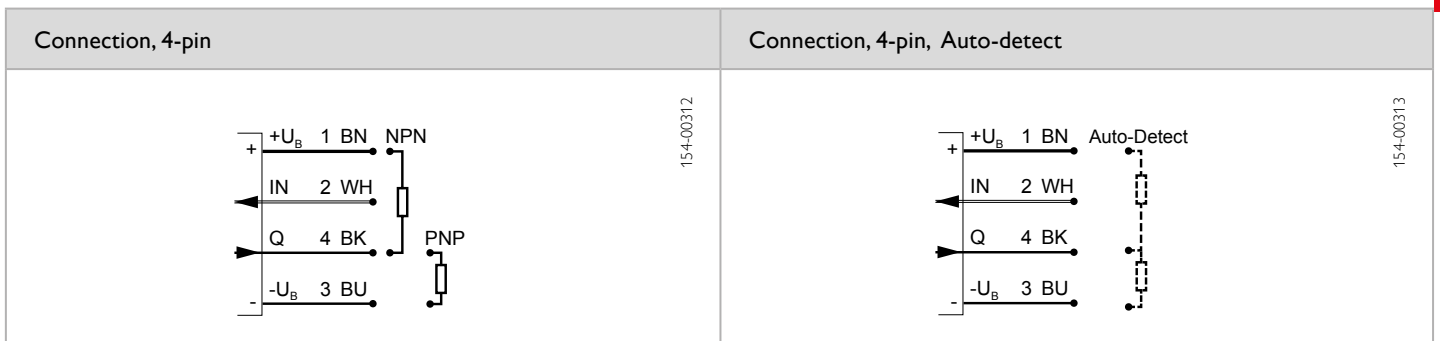 Connection, 4-pin
+U_B 1 BN NPN
+
IN 2 WH
Q 4 BK PNP
-U_B 3 BU
-
154-00312
Connection, 4-pin, Auto-detect
+U_B 1 BN Auto-Detect
+
IN 2 WH
Q 4 BK
-U_B 3 BU
-
154-00313